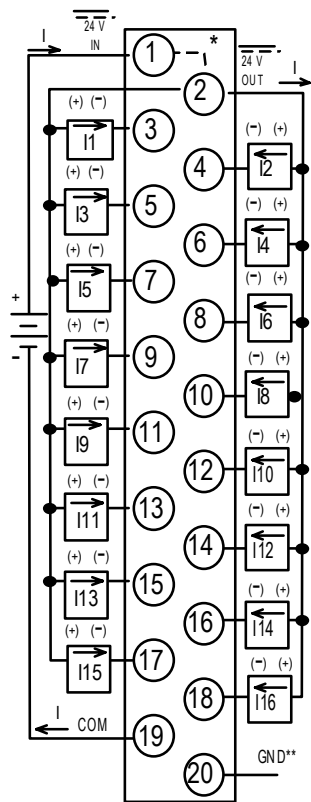 24 V
I IN 1 * 24 V
OUT I
2
(+) (-)
I1 3
(-) (+)
4 I2
(+) (-)
I3 5
(-) (+)
6 I4
(+) (-)
I5 7
(-) (+)
8 I6
(+) (-)
I7 9
(-) (+)
10 I8
(+) (-)
I9 11
(-) (+)
12 I10
(+) (-)
I11 13
(-) (+)
14 I12
(+) (-)
I13 15
(-) (+)
16 I14
(+) (-)
I15 17
(-) (+)
18 I16
I COM 19
20 GND**
+
-